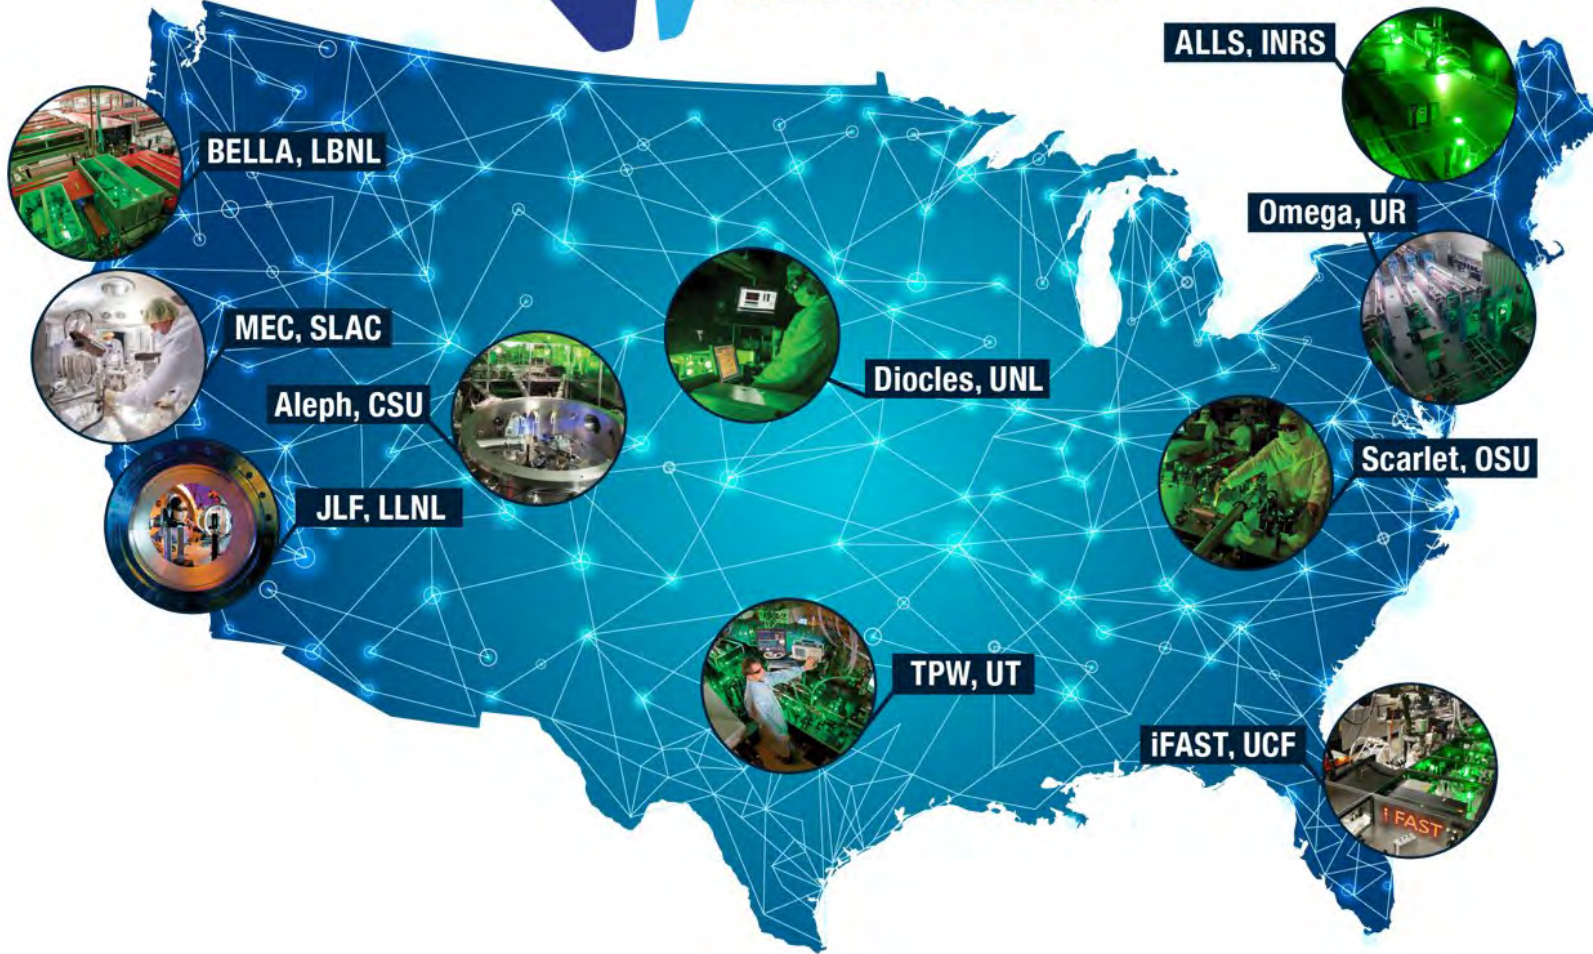 ALLS, INRS
BELLA, LBNL
Omega, UR
MEC, SLAC
Diocles, UNL
Aleph, CSU
Scarlet, OSU
JLF, LLNL
TPW, UT
iFAST, UCF
i FAST